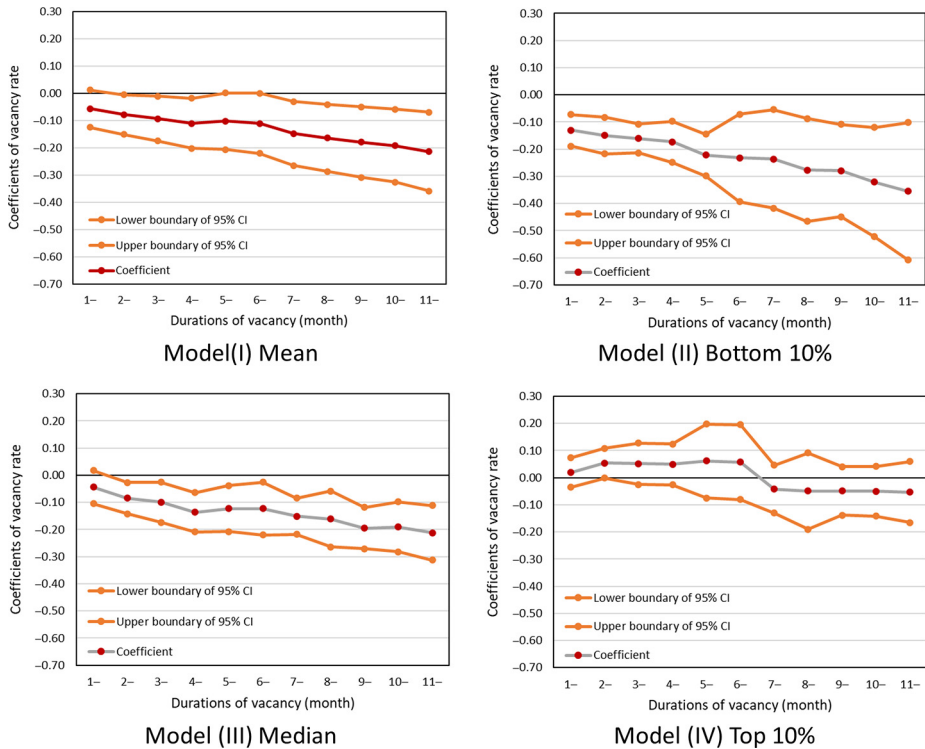 Coefficients of vacancy rate
0.30
0.20
0.10
0.00
−0.10
−0.20
−0.30
−0.40
−0.50
−0.60
−0.70
Lower boundary of 95% CI
Upper boundary of 95% CI
Coefficient
1− 2− 3− 4− 5− 6− 7− 8− 9− 10− 11−
Durations of vacancy (month)
Model(I) Mean
Coefficients of vacancy rate
0.30
0.20
0.10
0.00
−0.10
−0.20
−0.30
−0.40
−0.50
−0.60
−0.70
Lower boundary of 95% CI
Upper boundary of 95% CI
Coefficient
1− 2− 3− 4− 5− 6− 7− 8− 9− 10− 11−
Durations of vacancy (month)
Model (II) Bottom 10%
Coefficients of vacancy rate
0.30
0.20
0.10
0.00
−0.10
−0.20
−0.30
−0.40
−0.50
−0.60
−0.70
Lower boundary of 95% CI
Upper boundary of 95% CI
Coefficient
1− 2− 3− 4− 5− 6− 7− 8− 9− 10− 11−
Durations of vacancy (month)
Model (III) Median
Coefficients of vacancy rate
0.30
0.20
0.10
0.00
−0.10
−0.20
−0.30
−0.40
−0.50
−0.60
−0.70
Lower boundary of 95% CI
Upper boundary of 95% CI
Coefficient
1− 2− 3− 4− 5− 6− 7− 8− 9− 10− 11−
Durations of vacancy (month)
Model (IV) Top 10%